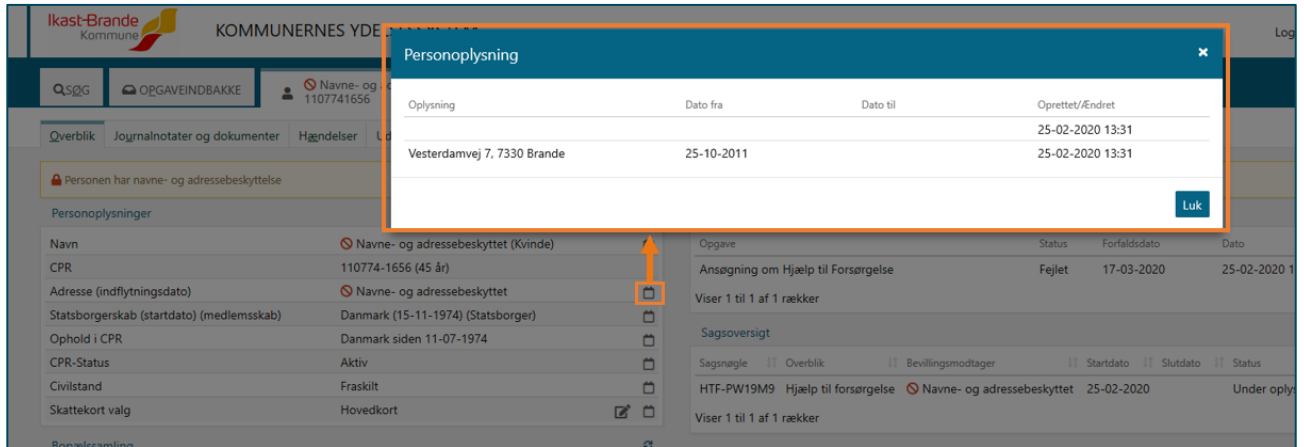 Ikast-Brande
Kommune
KOMMUNERNES
Log
Personoplysning
SØG
OPGAVEINDBAKKE
Navne- og
1107741656
Oplysning Dato fra Dato til Oprettet/Ændret
25-02-2020 13:31
Vesterdamvej 7, 7330 Brande 25-10-2011 25-02-2020 13:31
Luk
Overblik Journalnotater og dokumenter Hændelser
Personen har navne- og adressebeskyttelse
Personoplysninger
Navn Navne- og adressebeskyttet (Kvinde)
CPR 110774-1656 (45 år)
Adresse (indflytningsdato) Navne- og adressebeskyttet
Statsborgerskab (startdato) (medlemsskab) Danmark (15-11-1974) (Statsborger)
Ophold i CPR Danmark siden 11-07-1974
CPR-Status Aktiv
Civilstand Fraskilt
Skattekort valg Hovedkort
Bopælssamling
Opgave Status Forfaldsdato Dato
Ansøgning om Hjælp til Forsørgelse Fejlet 17-03-2020 25-02-2020 1
Viser 1 til 1 af 1 rækker
Sagsoversigt
Sagsnøgle Overblik Bevillingsmodtager Startdato Slutdato Status
HTF-PW19M9 Hjælp til forsørgelse Navne- og adressebeskyttet 25-02-2020 Under oply
Viser 1 til 1 af 1 rækker